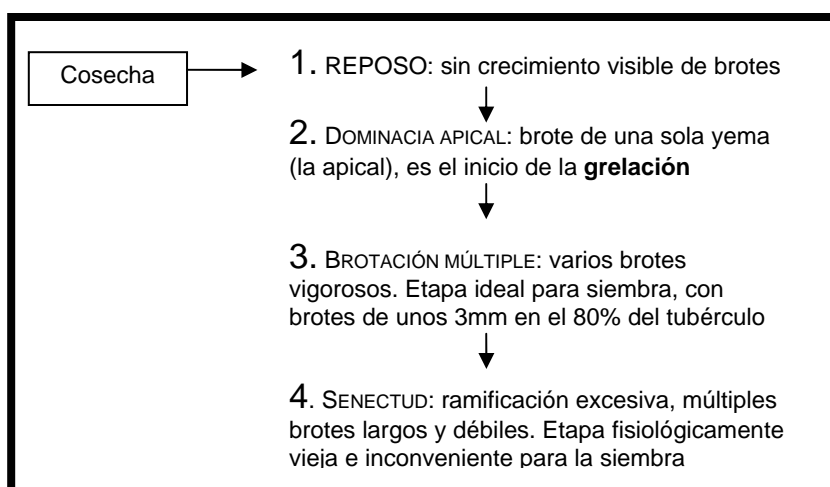 Cosecha
1. REPOSO: sin crecimiento visible de brotes
2. DOMINACIA APICAL: brote de una sola yema
(la apical), es el inicio de la grelación
3. BROTACIÓN MÚLTIPLE: varios brotes
vigorosos. Etapa ideal para siembra, con
brotes de unos 3mm en el 80% del tubérculo
4. SENECTUD: ramificación excesiva, múltiples
brotes largos y débiles. Etapa fisiológicamente
vieja e inconveniente para la siembra